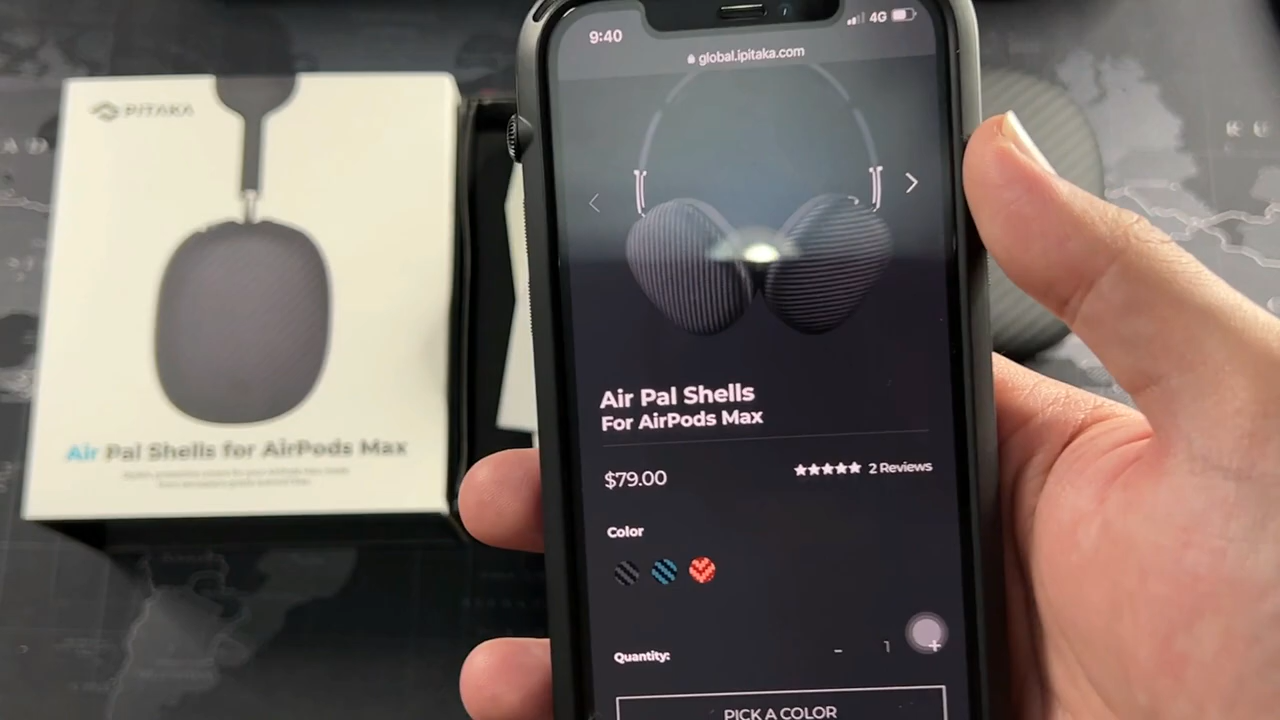 PITAKA
Air Pal Shells for AirPods Max
9:40
4G
global.ipitaka.com
Air Pal Shells
For AirPods Max
$79.00
2 Reviews
Color
Quantity:
- 1 +
PICK A COLOR